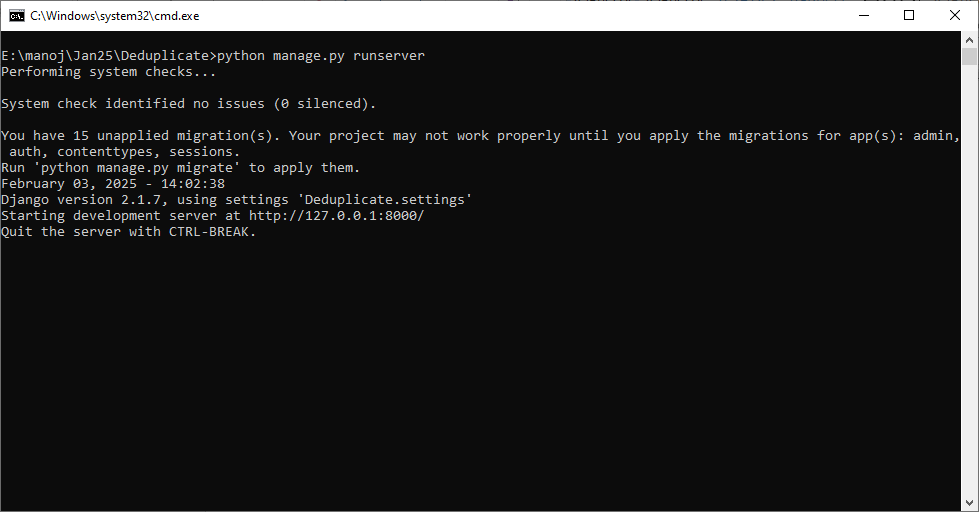 C:\Windows\system32\cmd.exe
E:\manoj\Jan25\Deduplicate>python manage.py runserver
Performing system checks...
System check identified no issues (0 silenced).
You have 15 unapplied migration(s). Your project may not work properly until you apply the migrations for app(s): admin,
auth, contenttypes, sessions.
Run 'python manage.py migrate' to apply them.
February 03, 2025 - 14:02:38
Django version 2.1.7, using settings 'Deduplicate.settings'
Starting development server at http://127.0.0.1:8000/
Quit the server with CTRL-BREAK.